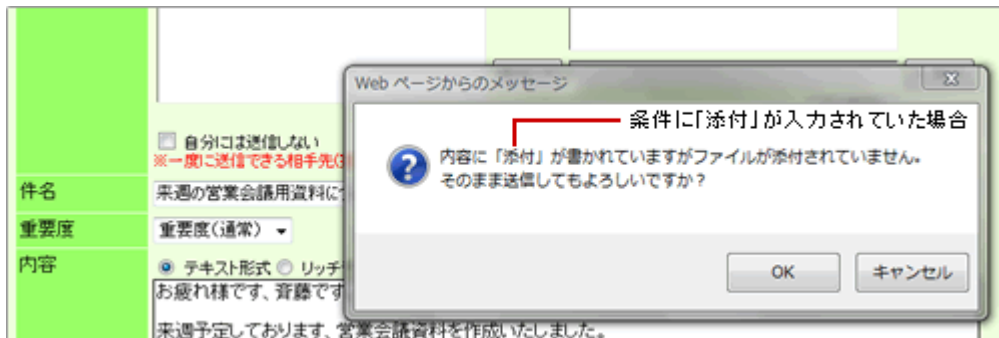 Web ページからのメッセージ
条件に「添付」が入力されていた場合
自分には送信しない
※一度に送信できる相手先(
内容に「添付」が書かれていますがファイルが添付されていません。
そのまま送信してもよろしいですか？
件名
来週の営業会議用資料に
重要度
重要度(通常)
OK
キャンセル
内容
テキスト形式 リッチ
お疲れ様です、斉藤です
来週予定しております、営業会議資料を作成いたしました。